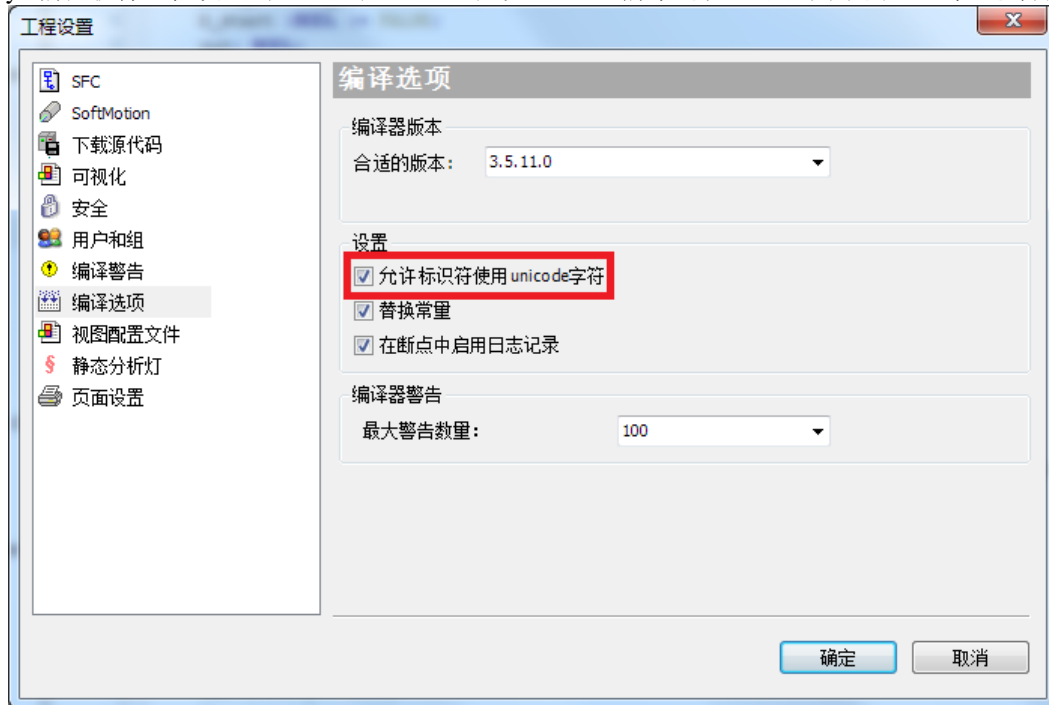 工程设置
SFC
SoftMotion
下载源代码
可视化
安全
用户和组
编译警告
编译选项
视图配置文件
静态分析灯
页面设置
编译选项
编译器版本
合适的版本： 3.5.11.0
设置
允许标识符使用unicode字符
替换常量
在断点中启用日志记录
编译器警告
最大警告数量： 100
确定 取消